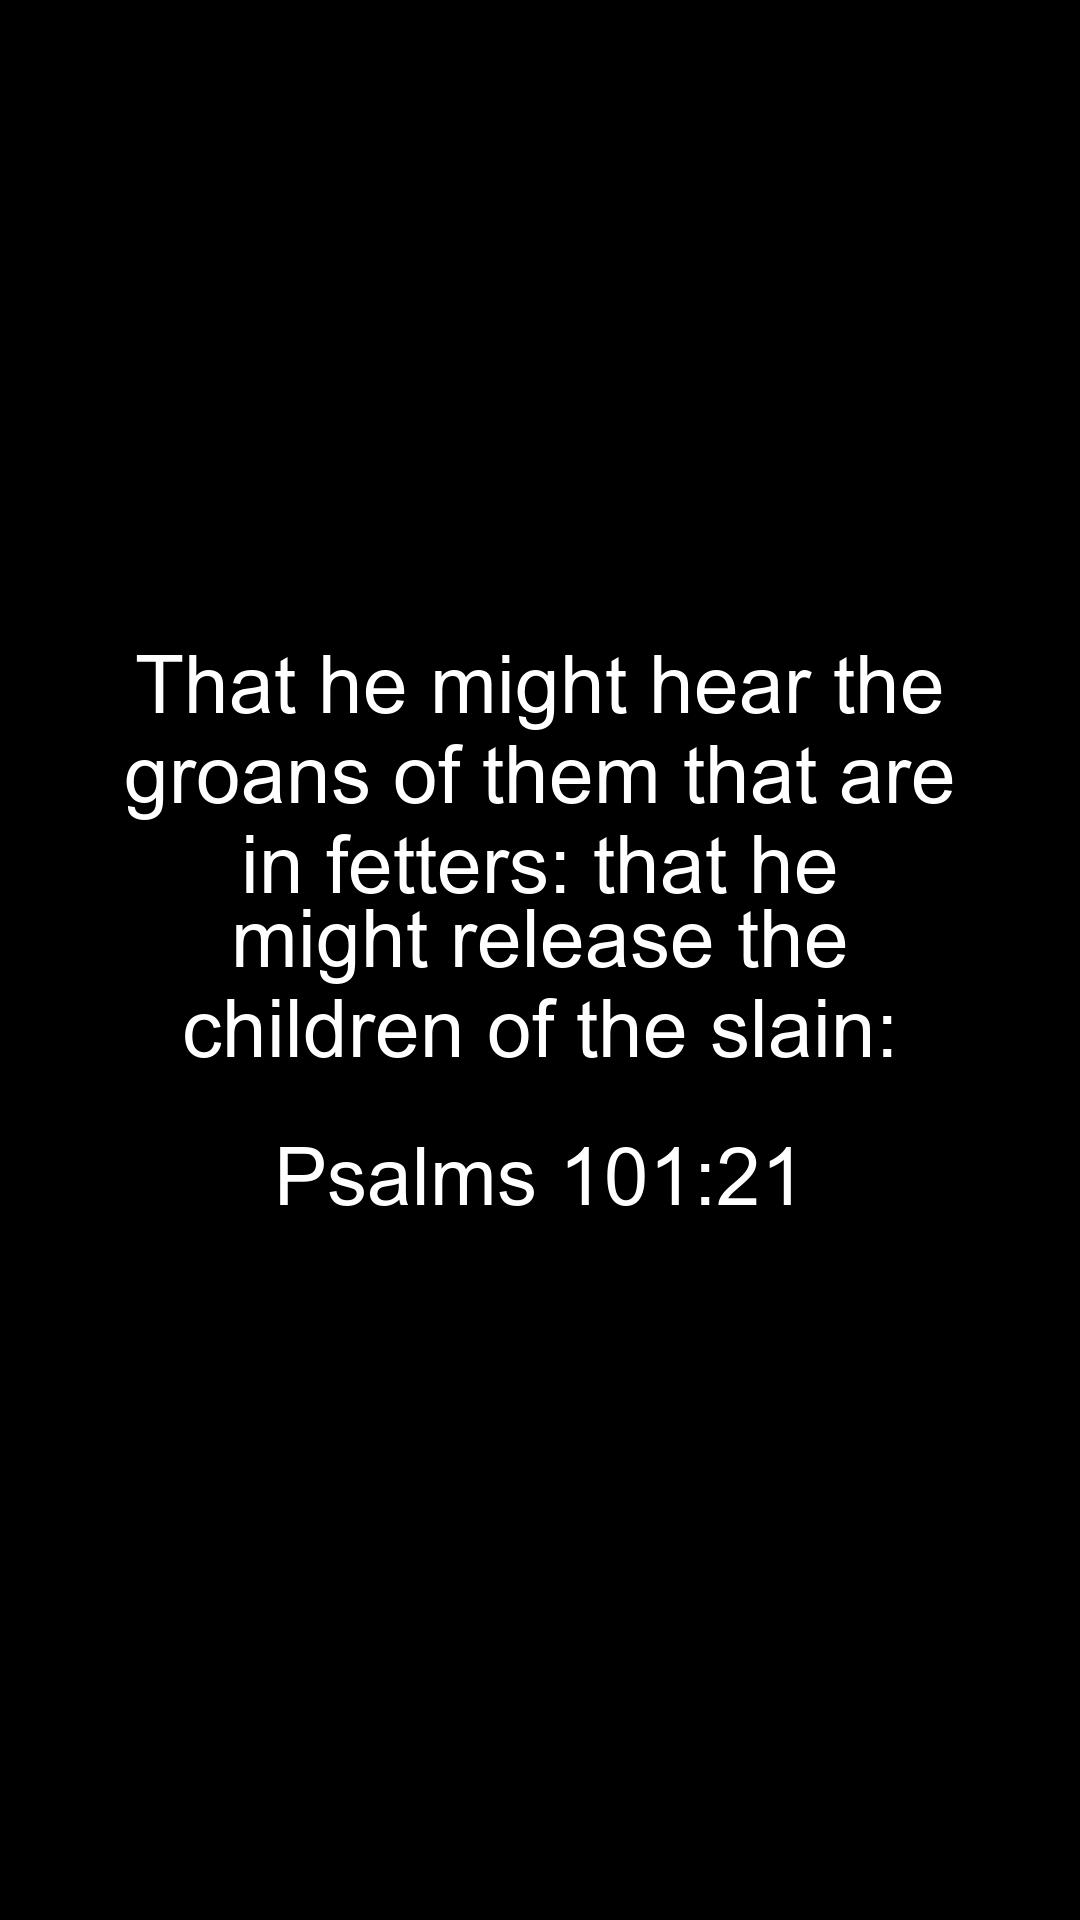 That he might hear the
groans of them that are
in fetters: that he
might release the
children of the slain:
Psalms 101:21